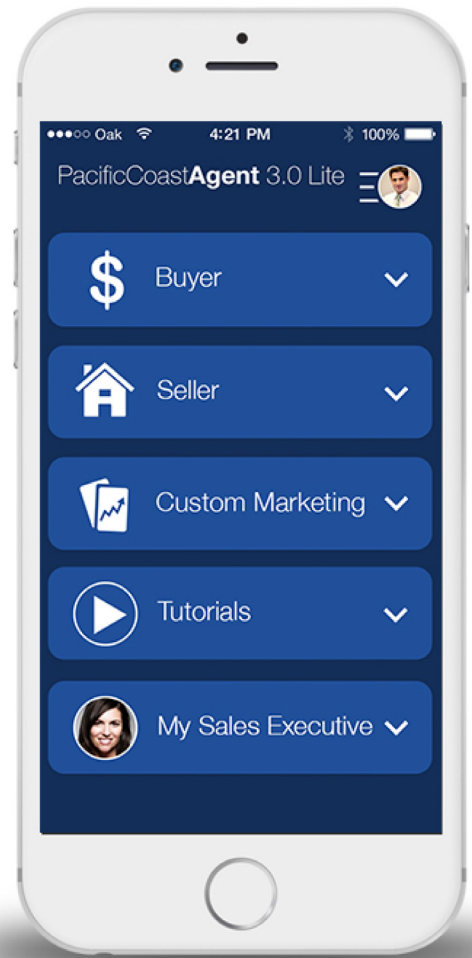 Oak 4:21 PM 100%
PacificCoastAgent 3.0 Lite
Buyer
Seller
Custom Marketing
Tutorials
My Sales Executive